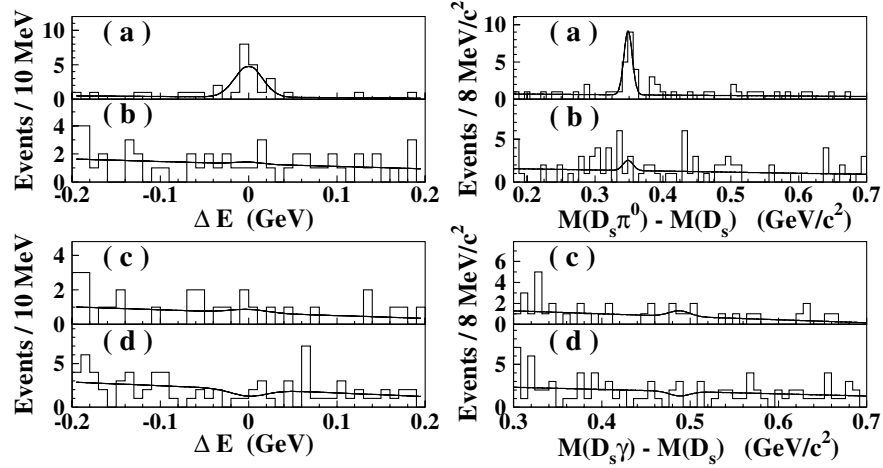 Events / 10 MeV
10
5
0
( a )
4
2
0
( b )
-0.2 -0.1 0 0.1 0.2
Δ E (GeV)
Events / 8 MeV/c²
10
8
6
4
2
0
( a )
5
0
( b )
0.2 0.3 0.4 0.5 0.6 0.7
M(Dₛπ⁰) - M(Dₛ) (GeV/c²)
Events / 10 MeV
4
2
0
( c )
5
0
( d )
-0.2 -0.1 0 0.1 0.2
Δ E (GeV)
Events / 8 MeV/c²
6
4
2
0
( c )
5
0
( d )
0.3 0.4 0.5 0.6 0.7
M(Dₛγ) - M(Dₛ) (GeV/c²)